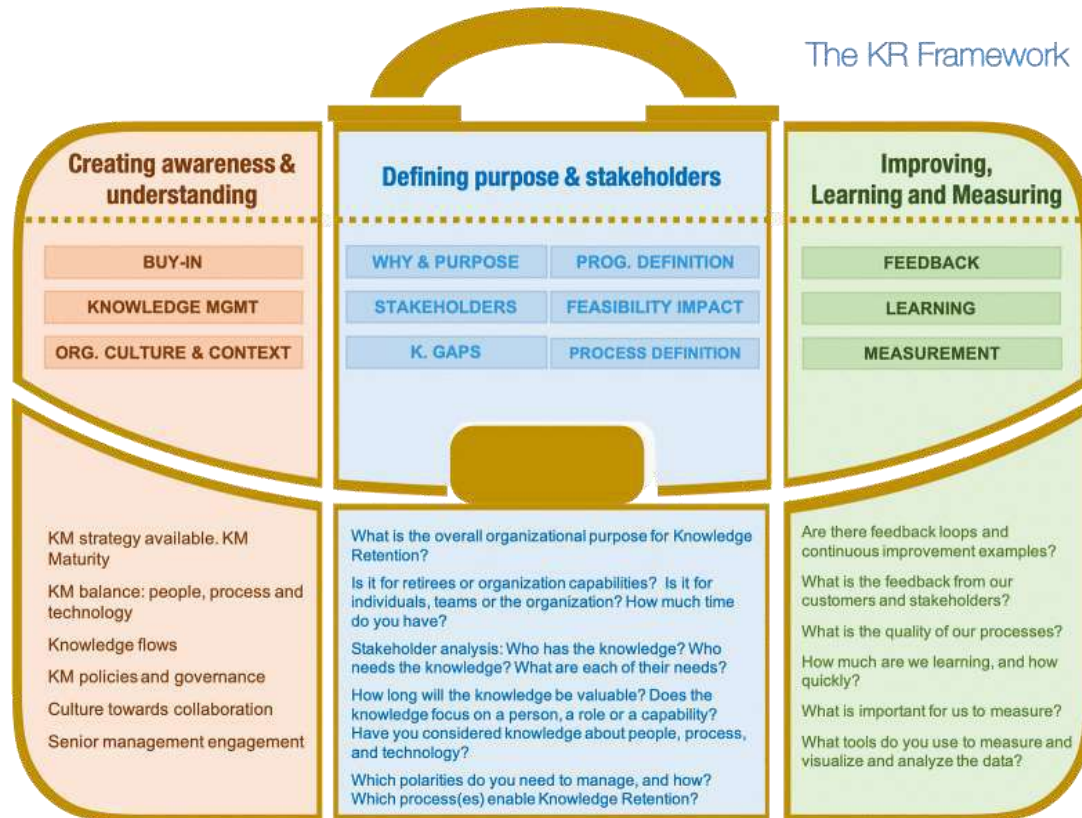 The KR Framework
Creating awareness &
understanding
BUY-IN
KNOWLEDGE MGMT
ORG. CULTURE & CONTEXT
KM strategy available. KM
Maturity
KM balance: people, process and
technology
Knowledge flows
KM policies and governance
Culture towards collaboration
Senior management engagement
Defining purpose & stakeholders
WHY & PURPOSE
PROG. DEFINITION
STAKEHOLDERS
FEASIBILITY IMPACT
K. GAPS
PROCESS DEFINITION
What is the overall organizational purpose for Knowledge
Retention?
Is it for retirees or organization capabilities? Is it for
individuals, teams or the organization? How much time
do you have?
Stakeholder analysis: Who has the knowledge? Who
needs the knowledge? What are each of their needs?
How long will the knowledge be valuable? Does the
knowledge focus on a person, a role or a capability?
Have you considered knowledge about people, process,
and technology?
Which polarities do you need to manage, and how?
Which process(es) enable Knowledge Retention?
Improving,
Learning and Measuring
FEEDBACK
LEARNING
MEASUREMENT
Are there feedback loops and
continuous improvement examples?
What is the feedback from our
customers and stakeholders?
What is the quality of our processes?
How much are we learning, and how
quickly?
What is important for us to measure?
What tools do you use to measure and
visualize and analyze the data?